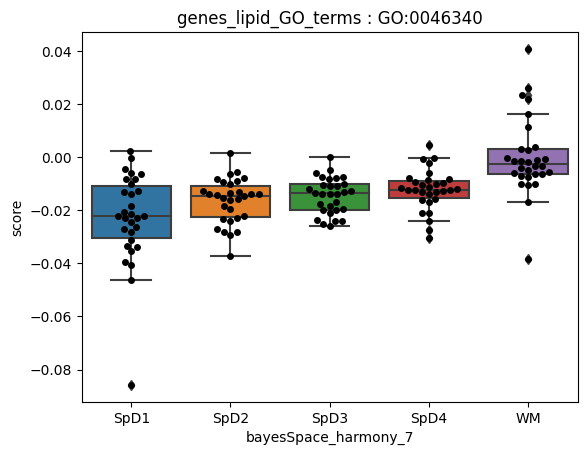 genes_lipid_GO_terms : GO:0046340
0.04
0.02
0.00
−0.02
−0.04
−0.06
−0.08
score
SpD1 SpD2 SpD3 SpD4 WM
bayesSpace_harmony_7